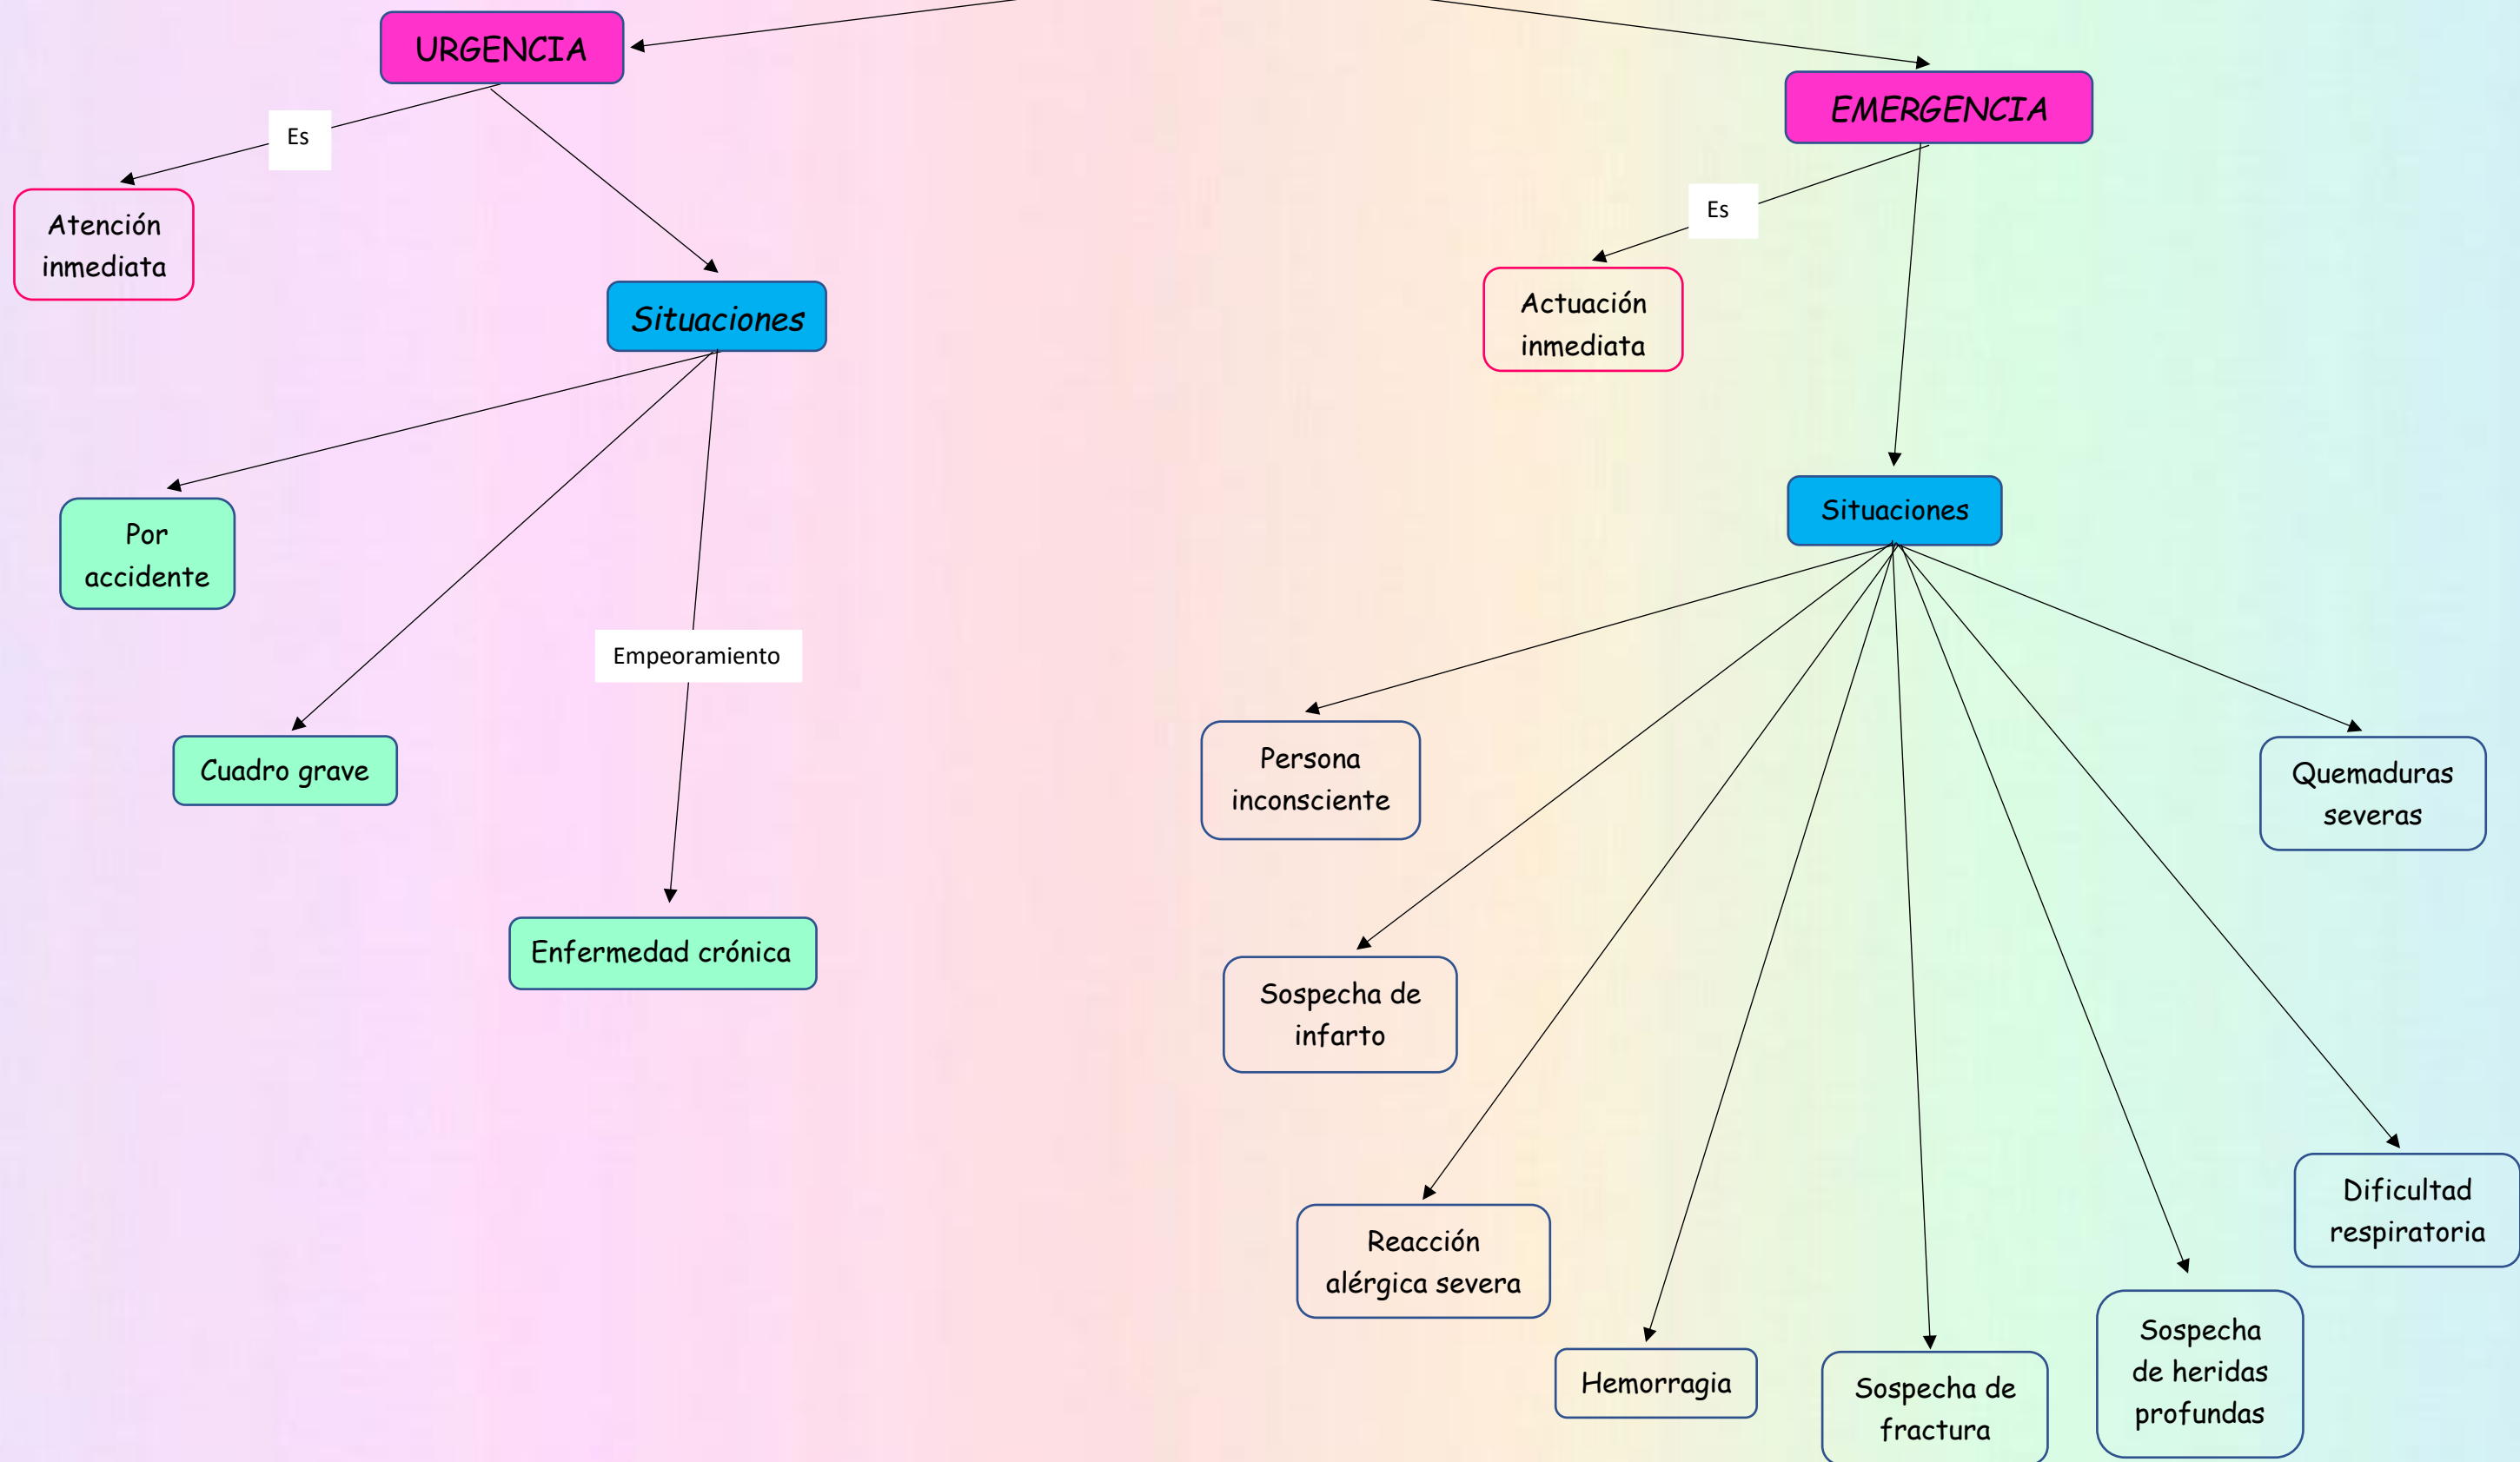 URGENCIA
Es
Atención
inmediata
Situaciones
Por
accidente
Cuadro grave
Empeoramiento
Enfermedad crónica
EMERGENCIA
Es
Actuación
inmediata
Situaciones
Persona
inconsciente
Sospecha de
infarto
Reacción
alérgica severa
Hemorragia
Sospecha de
fractura
Sospecha
de heridas
profundas
Dificultad
respiratoria
Quemaduras
severas